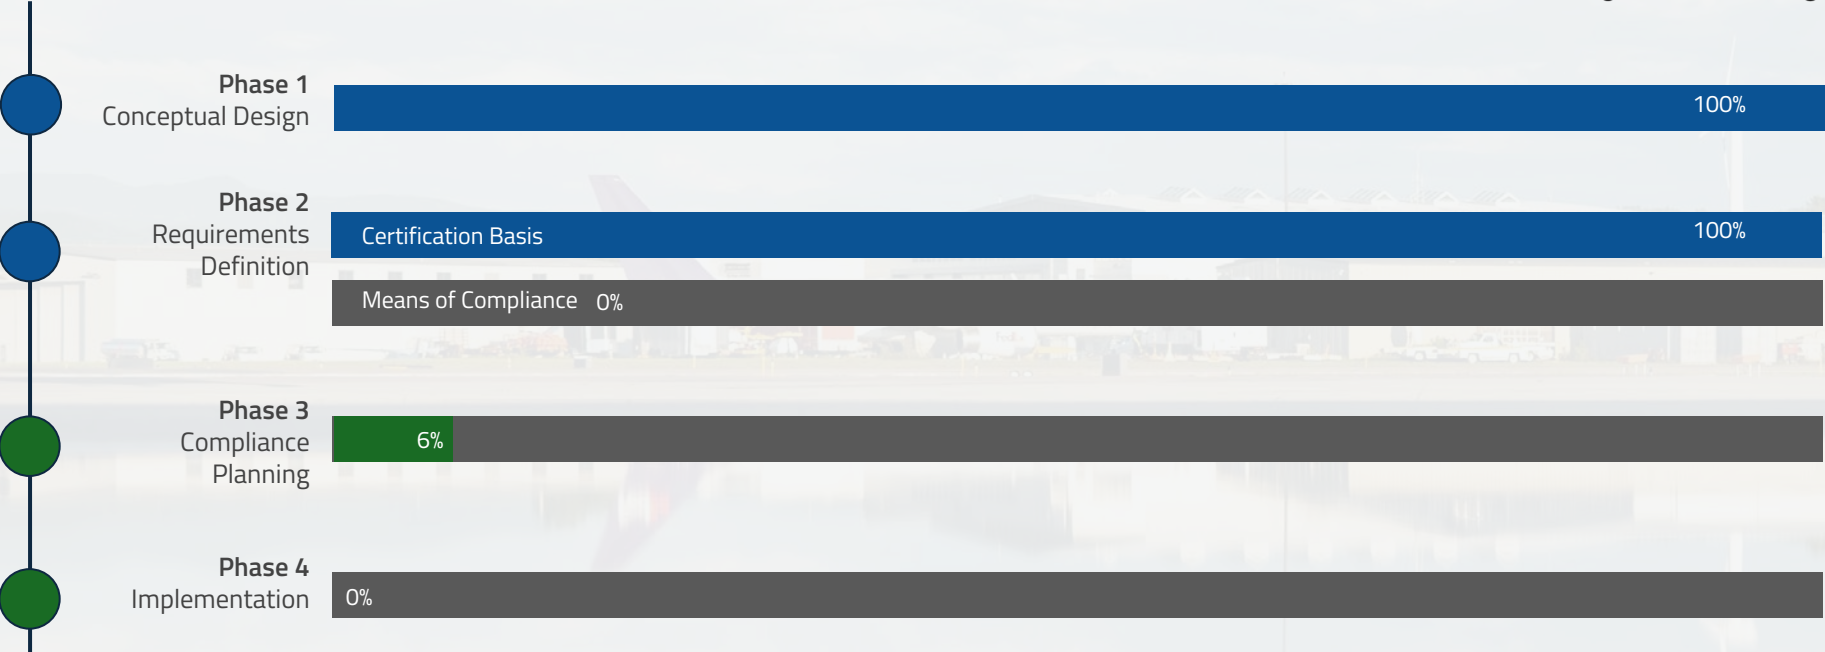 Phase 1
Conceptual Design
100%
Phase 2
Requirements
Definition
Certification Basis
100%
Means of Compliance 0%
Phase 3
Compliance
Planning
6%
Phase 4
Implementation
0%